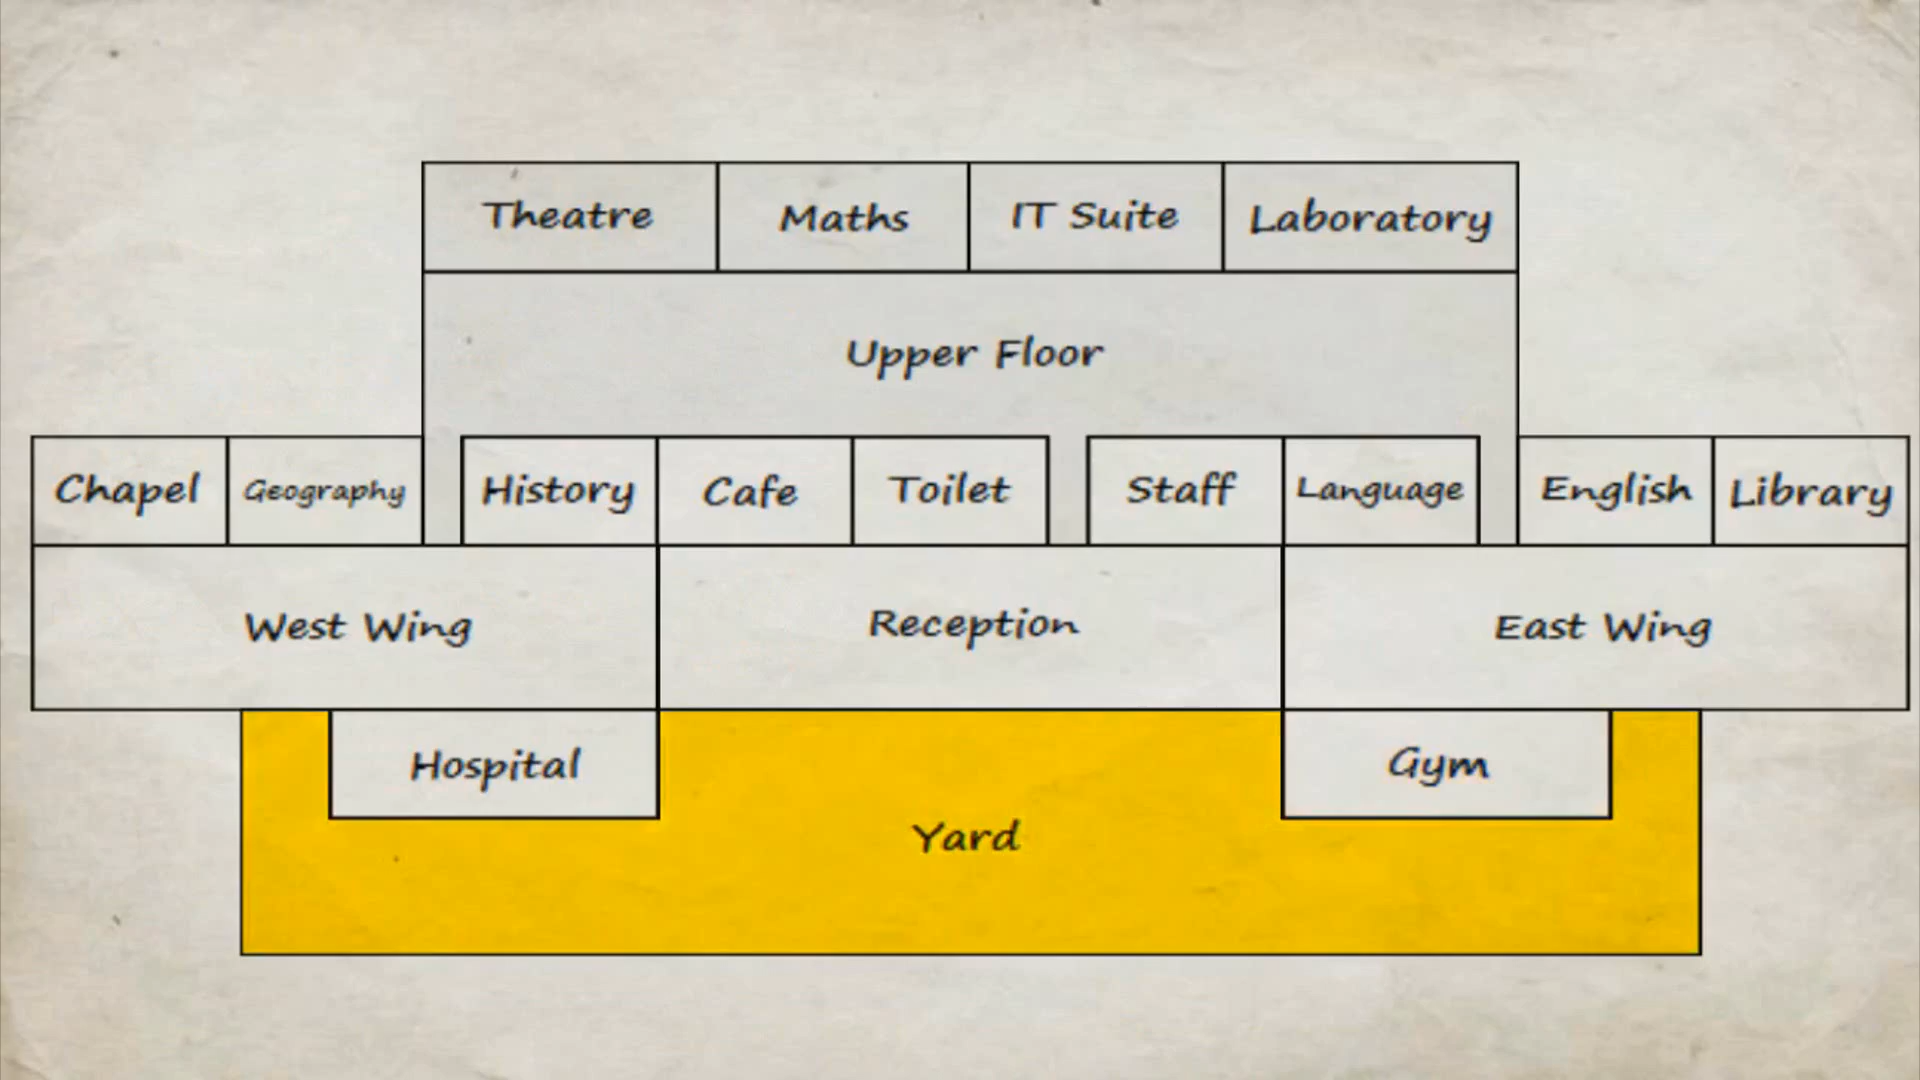 Theatre
Maths
IT Suite
Laboratory
Upper Floor
Chapel
Geography
History
Cafe
Toilet
Staff
Language
English
Library
West Wing
Reception
East Wing
Hospital
Gym
Yard